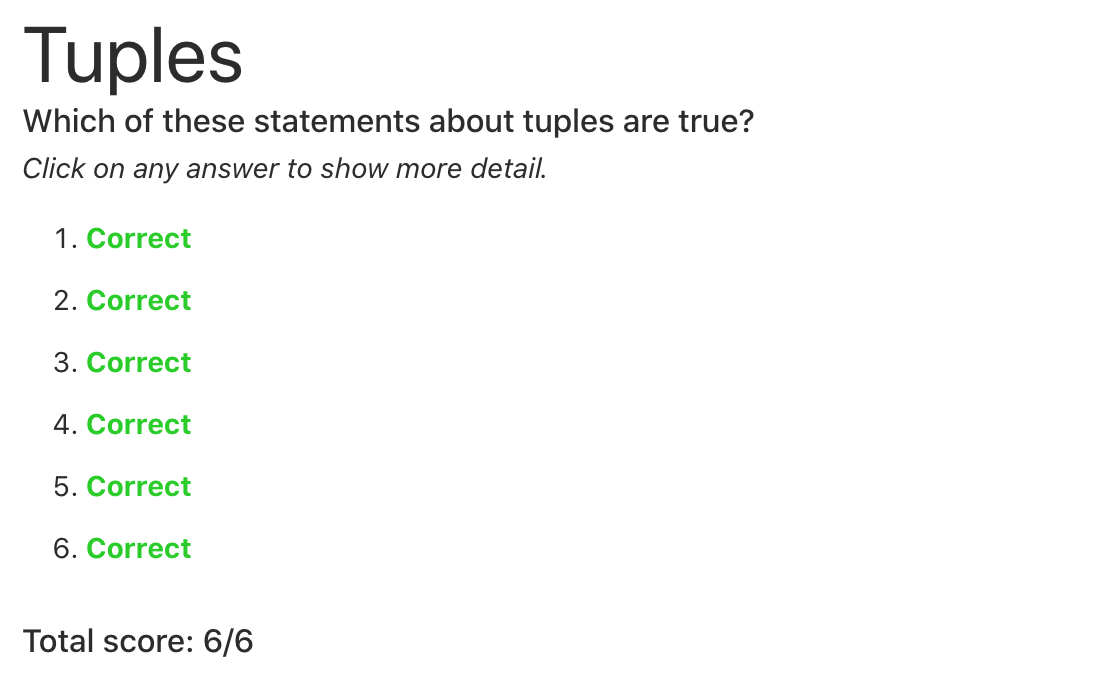 Tuples
Which of these statements about tuples are true?
Click on any answer to show more detail.
1. Correct
2. Correct
3. Correct
4. Correct
5. Correct
6. Correct
Total score: 6/6